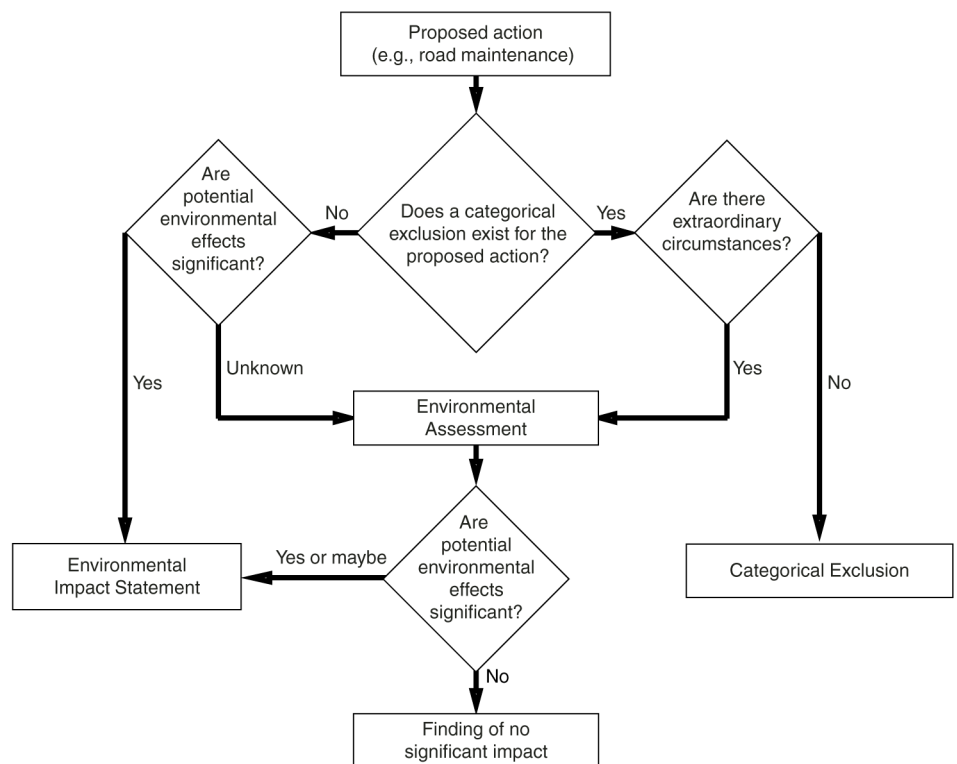 Proposed action
(e.g., road maintenance)
Are
potential
environmental
effects
significant?
No
Does a categorical
exclusion exist for the
proposed action?
Yes
Are there
extraordinary
circumstances?
Yes
Unknown
Yes
No
Environmental
Assessment
Environmental
Impact Statement
Yes or maybe
Are
potential
environmental
effects
significant?
Categorical Exclusion
No
Finding of no
significant impact